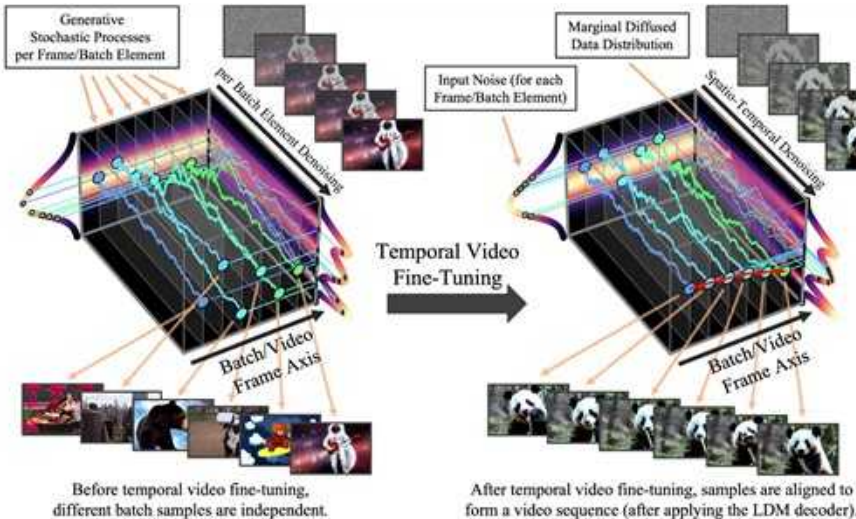 Generative
Stochastic Processes
per Frame/Batch Element
per Batch Element Denoising
Batch/Video
Frame Axis
Before temporal video fine-tuning,
different batch samples are independent.
Temporal Video
Fine-Tuning
Marginal Diffused
Data Distribution
Input Noise (for each
Frame/Batch Element)
Spatio-Temporal Denoising
Batch/Video
Frame Axis
After temporal video fine-tuning, samples are aligned to
form a video sequence (after applying the LDM decoder).